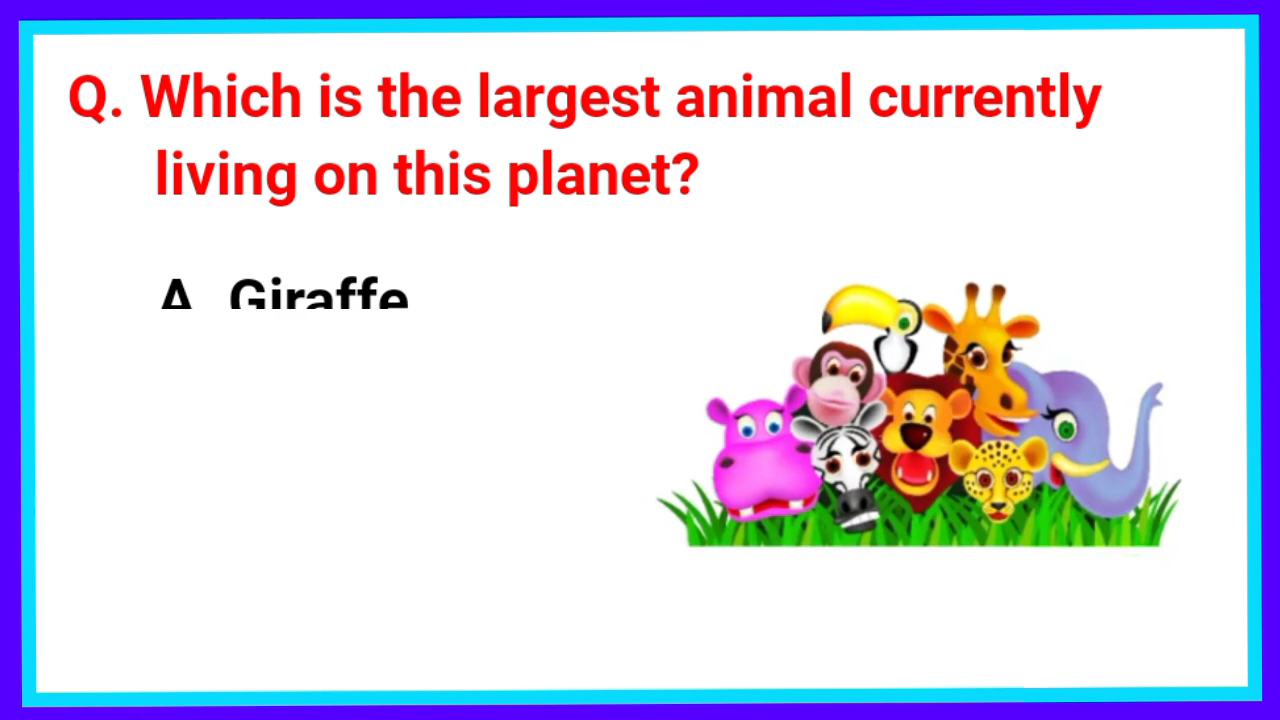 Q. Which is the largest animal currently
living on this planet?
A. Giraffe